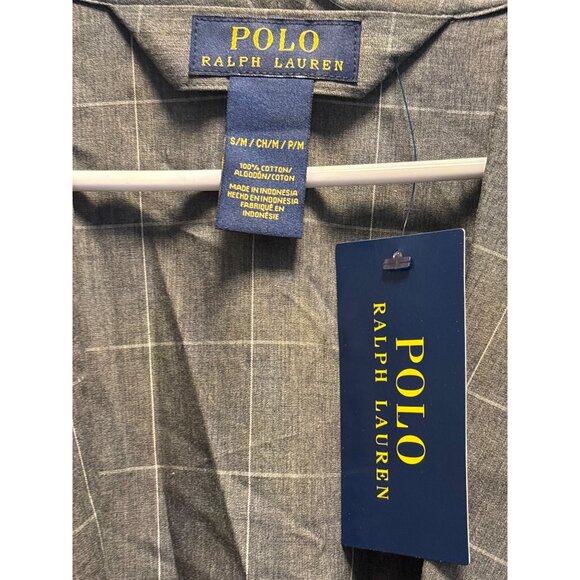 POLO
RALPH LAUREN
S/M / CH/M / P/M
100% COTTON/
ALGODÓN/COTON
MADE IN INDONESIA
HECHO EN INDONESIA
FABRIQUÉ EN
INDONÉSIE
POLO
RALPH LAUREN